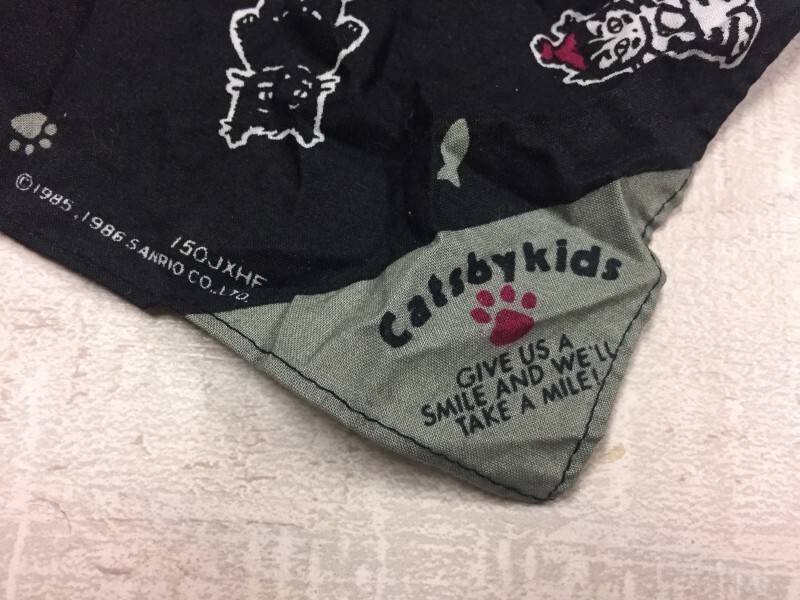 ©1985, 1986 SANRIO CO., LTD.
150JXHF
Catsbykids
GIVE US A
SMILE AND WE'LL
TAKE A MILE!